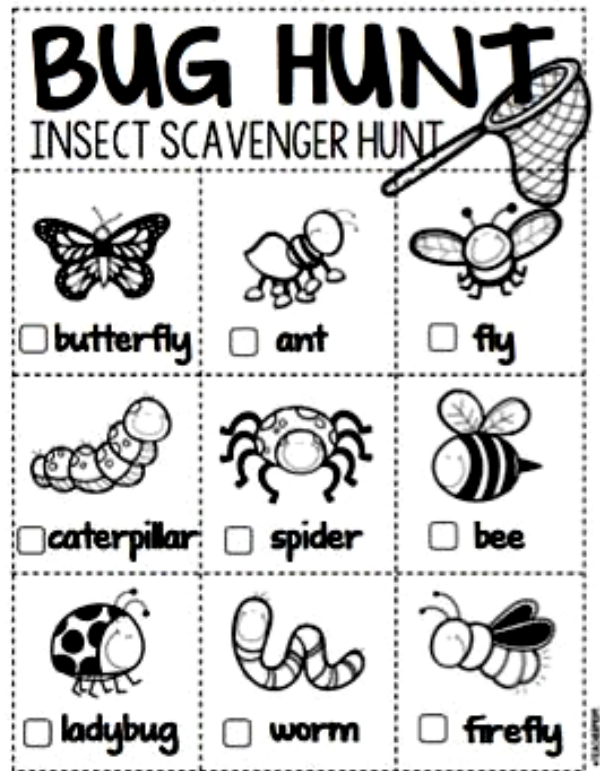 BUG HUNT
INSECT SCAVENGER HUNT
butterfly
ant
fly
caterpillar
spider
bee
ladybug
worm
firefly